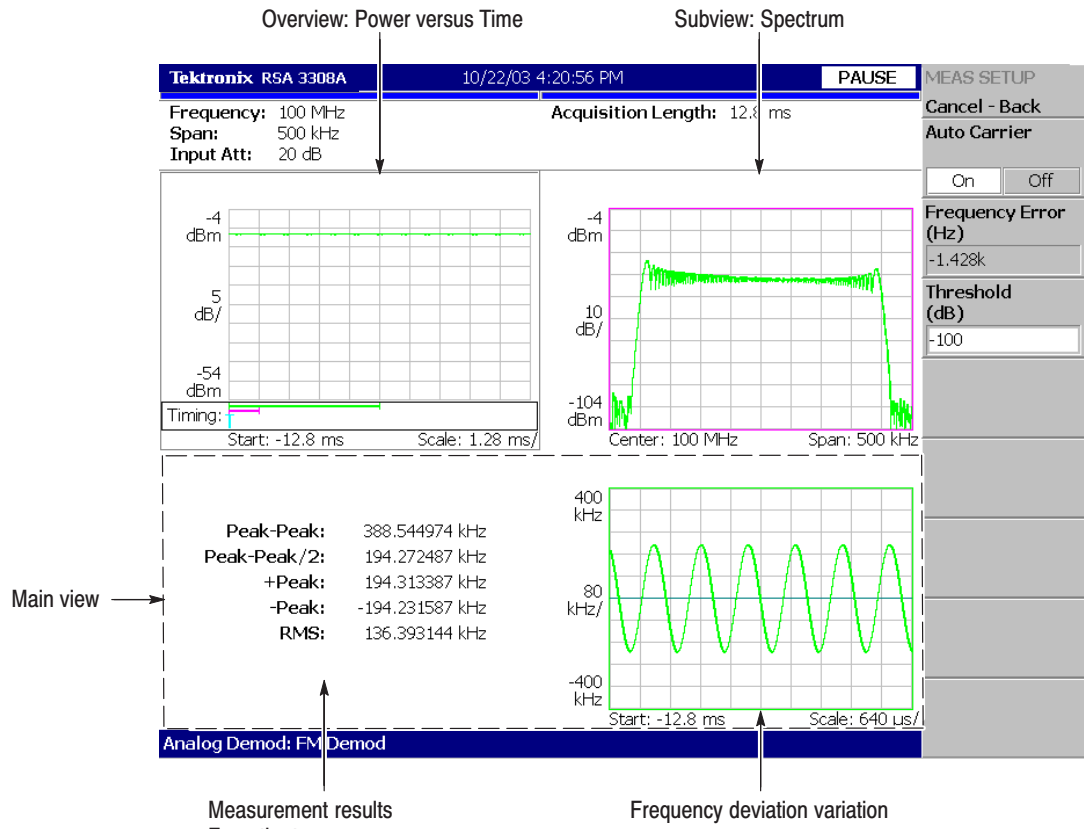 Overview: Power versus Time
Subview: Spectrum
Tektronix RSA 3308A
10/22/03 4:20:56 PM
PAUSE
MEAS SETUP
Frequency: 100 MHz
Span: 500 kHz
Input Att: 20 dB
Acquisition Length: 12.8 ms
Cancel - Back
Auto Carrier
On Off
Frequency Error
(Hz)
-1.428k
Threshold
(dB)
-100
-4
dBm
5
dB/
-54
dBm
Timing:
Start: -12.8 ms
Scale: 1.28 ms/
-4
dBm
10
dB/
-104
dBm
Center: 100 MHz
Span: 500 kHz
Main view
Peak-Peak: 388.544974 kHz
Peak-Peak/2: 194.272487 kHz
+Peak: 194.313387 kHz
-Peak: -194.231587 kHz
RMS: 136.393144 kHz
400
kHz
80
kHz/
-400
kHz
Start: -12.8 ms
Scale: 640 µs/
Analog Demod: FM Demod
Measurement results
Frequency deviation variation